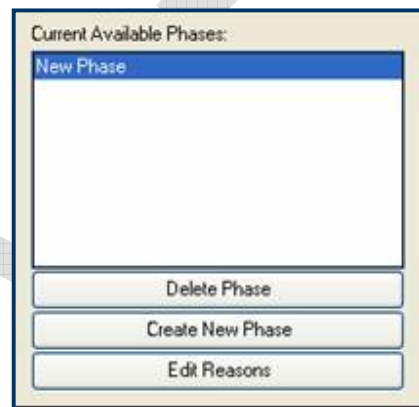 Current Available Phases:
New Phase
Delete Phase
Create New Phase
Edit Reasons